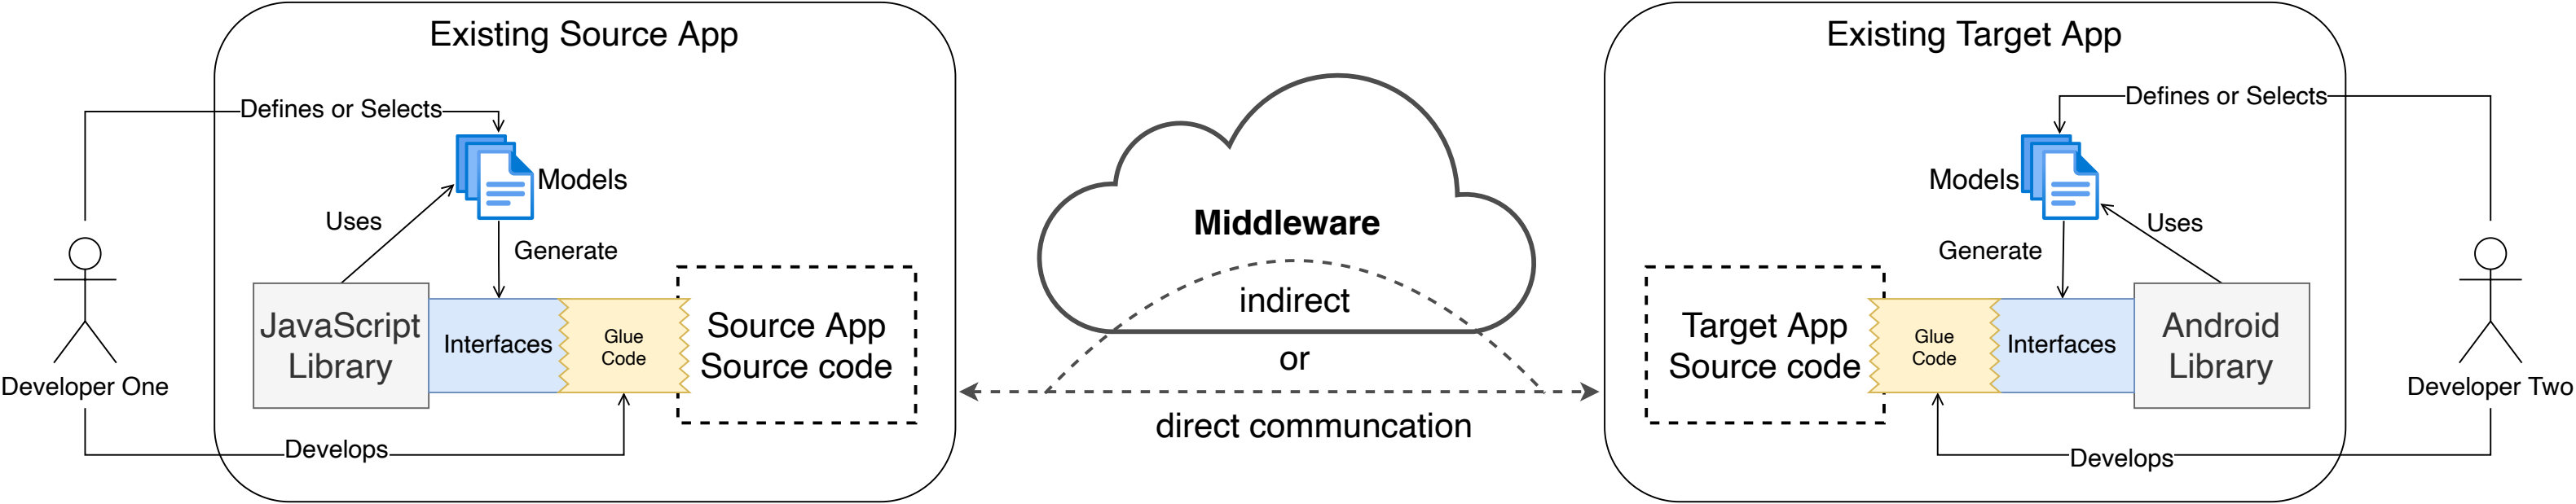 Existing Source App
Defines or Selects
Models
Uses
Generate
JavaScript
Library
Interfaces
Glue
Code
Source App
Source code
Developer One
Develops
Middleware
indirect
or
direct communcation
Existing Target App
Defines or Selects
Models
Uses
Generate
Target App
Source code
Glue
Code
Interfaces
Android
Library
Developer Two
Develops